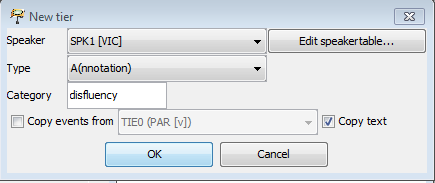 New tier
Speaker SPK1 [VIC] Edit speakertable...
Type A(nnotation)
Category disfluency
Copy events from TIE0 (PAR [v]) Copy text
OK Cancel